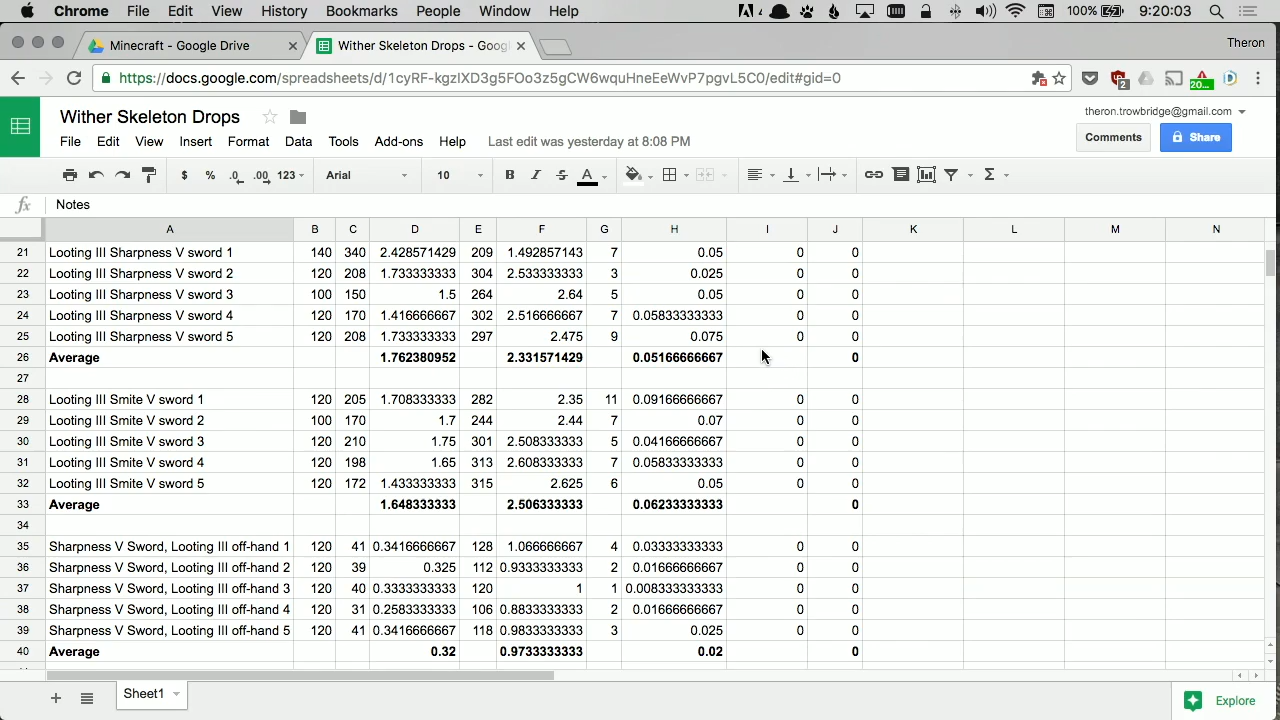 Chrome File Edit View History Bookmarks People Window Help 100% 9:20:03
Minecraft - Google Drive Wither Skeleton Drops - Goog Theron
https://docs.google.com/spreadsheets/d/1cyRF-kgzIXD3g5FOo3z5gCW6wquHneEeWvP7pgvL5C0/edit#gid=0 2 20...
Wither Skeleton Drops theron.trowbridge@gmail.com
File Edit View Insert Format Data Tools Add-ons Help Last edit was yesterday at 8:08 PM Comments Share
$ % .0 .00 123 Arial 10 B I S A Σ
fx Notes
A B C D E F G H I J K L M N
21 Looting III Sharpness V sword 1 140 340 2.428571429 209 1.492857143 7 0.05 0 0
22 Looting III Sharpness V sword 2 120 208 1.733333333 304 2.533333333 3 0.025 0 0
23 Looting III Sharpness V sword 3 100 150 1.5 264 2.64 5 0.05 0 0
24 Looting III Sharpness V sword 4 120 170 1.416666667 302 2.516666667 7 0.05833333333 0 0
25 Looting III Sharpness V sword 5 120 208 1.733333333 297 2.475 9 0.075 0 0
26 Average 1.762380952 2.331571429 0.05166666667 0
27
28 Looting III Smite V sword 1 120 205 1.708333333 282 2.35 11 0.09166666667 0 0
29 Looting III Smite V sword 2 100 170 1.7 244 2.44 7 0.07 0 0
30 Looting III Smite V sword 3 120 210 1.75 301 2.508333333 5 0.04166666667 0 0
31 Looting III Smite V sword 4 120 198 1.65 313 2.608333333 7 0.05833333333 0 0
32 Looting III Smite V sword 5 120 172 1.433333333 315 2.625 6 0.05 0 0
33 Average 1.648333333 2.506333333 0.06233333333 0
34
35 Sharpness V Sword, Looting III off-hand 1 120 41 0.3416666667 128 1.066666667 4 0.03333333333 0 0
36 Sharpness V Sword, Looting III off-hand 2 120 39 0.325 112 0.9333333333 2 0.01666666667 0 0
37 Sharpness V Sword, Looting III off-hand 3 120 40 0.3333333333 120 1 1 0.008333333333 0 0
38 Sharpness V Sword, Looting III off-hand 4 120 31 0.2583333333 106 0.8833333333 2 0.01666666667 0 0
39 Sharpness V Sword, Looting III off-hand 5 120 41 0.3416666667 118 0.9833333333 3 0.025 0 0
40 Average 0.32 0.9733333333 0.02 0
Sheet1 Explore